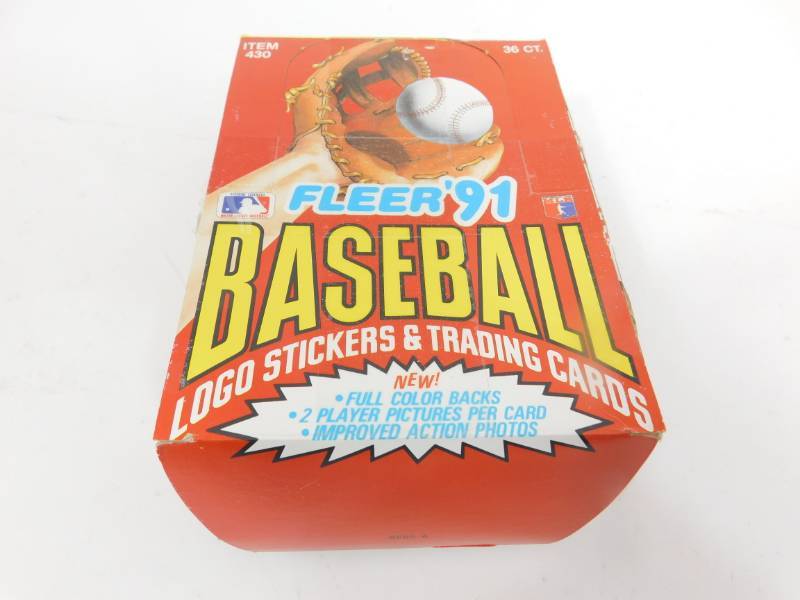 ITEM
430
36 CT.
FLEER '91
BASEBALL
LOGO STICKERS & TRADING CARDS
NEW!
• FULL COLOR BACKS
• 2 PLAYER PICTURES PER CARD
• IMPROVED ACTION PHOTOS